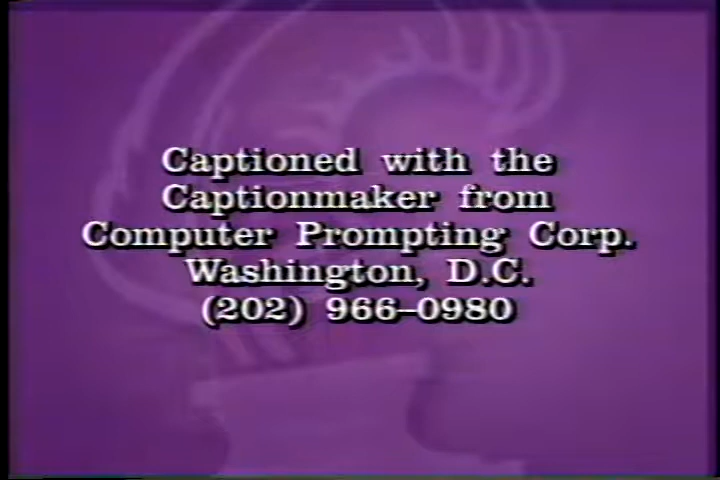 Captioned with the
Captionmaker from
Computer Prompting Corp.
Washington, D.C.
(202) 966–0980